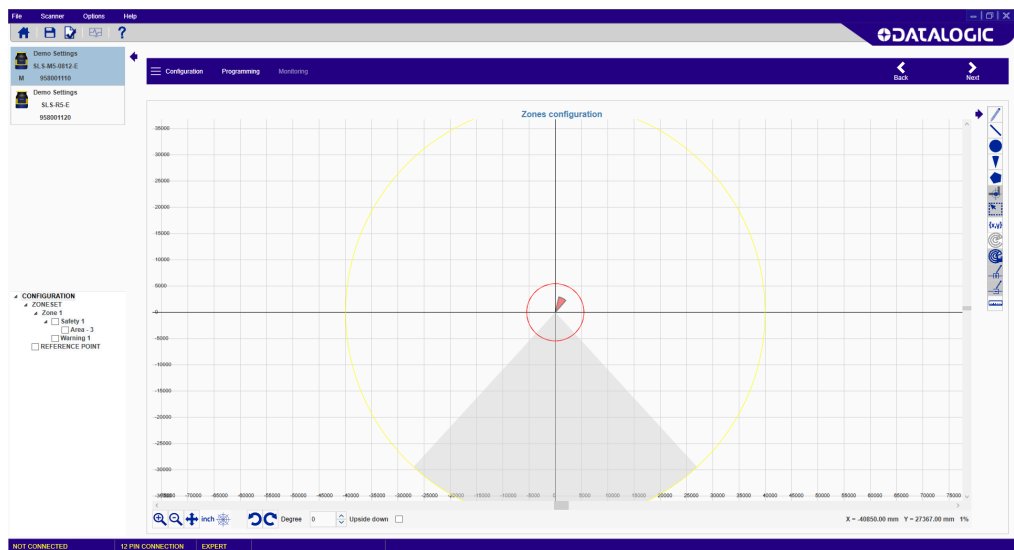 File Scanner Options Help
DATALOGIC
Demo Settings
SLS-M5-0812-E
M 958001110
Demo Settings
SLS-R5-E
958001120
Configuration Programming Monitoring Back Next
Zones configuration
35000
30000
25000
20000
15000
10000
5000
0
-5000
-10000
-15000
-20000
-25000
-30000
-70000 -65000 -60000 -55000 -50000 -45000 -40000 -35000 -30000 -25000 -20000 -15000 -10000 -5000 0 5000 10000 15000 20000 25000 30000 35000 40000 45000 50000 55000 60000 65000 70000 75000
{x,y}
CONFIGURATION
ZONESET
Zone 1
Safety 1
Area - 3
Warning 1
REFERENCE POINT
inch Degree 0 Upside down X = -40850.00 mm Y = 27367.00 mm 1%
NOT CONNECTED 12 PIN CONNECTION EXPERT